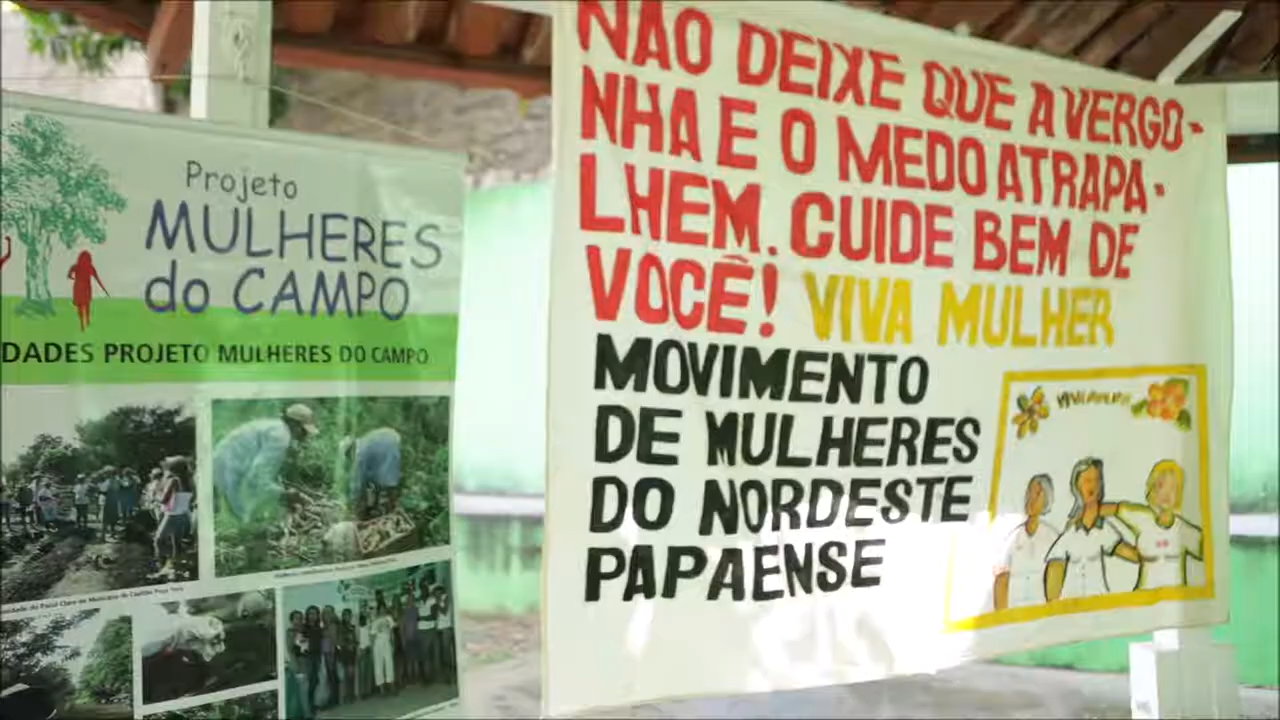 Projeto
MULHERES
do CAMPO
DADES PROJETO MULHERES DO CAMPO
NÃO DEIXE QUE A VERGO-
NHA E O MEDO ATRAPA-
LHEM. CUIDE BEM DE
VOCÊ! VIVA MULHER
MOVIMENTO
DE MULHERES
DO NORDESTE
PAPAENSE